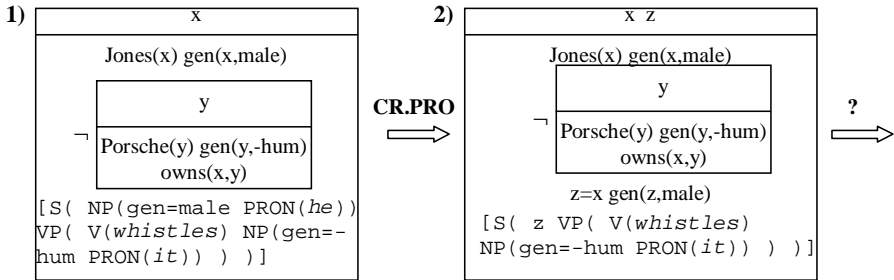 1)
x
Jones(x) gen(x,male)
y
¬
Porsche(y) gen(y,-hum)
owns(x,y)
[S( NP(gen=male PRON(he))
VP( V(whistles) NP(gen=-
hum PRON(it)) ) )]
CR.PRO
2)
x z
Jones(x) gen(x,male)
y
¬
Porsche(y) gen(y,-hum)
owns(x,y)
z=x gen(z,male)
[S( z VP( V(whistles)
NP(gen=-hum PRON(it)) ) )]
?